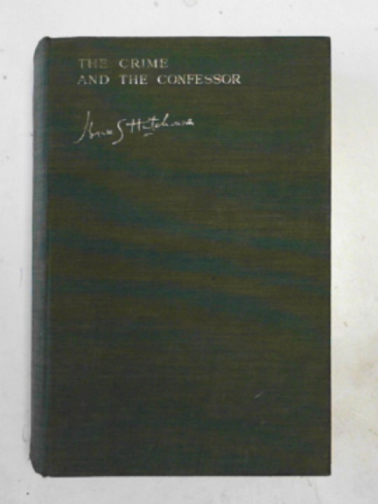 THE CRIME
AND THE CONFESSOR